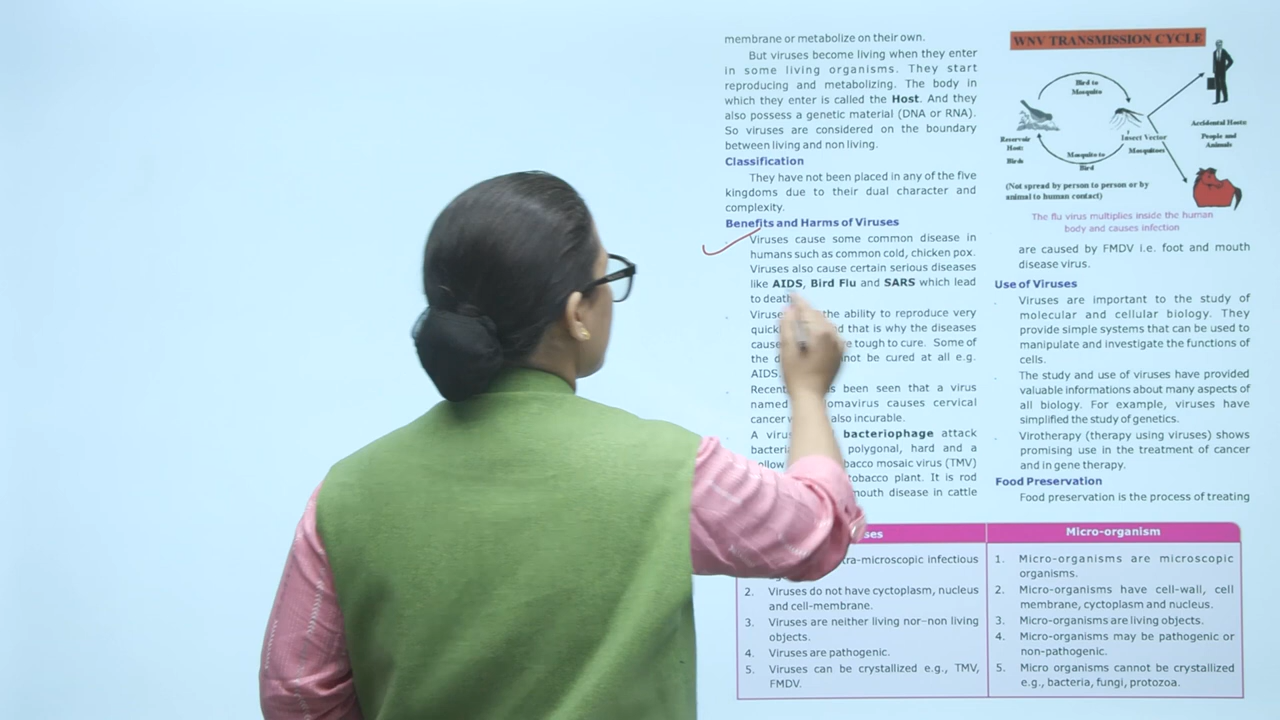 membrane or metabolize on their own.
But viruses become living when they enter
in some living organisms. They start
reproducing and metabolizing. The body in
which they enter is called the Host. And they
also possess a genetic material (DNA or RNA).
So viruses are considered on the boundary
between living and non living.
Classification
They have not been placed in any of the five
kingdoms due to their dual character and
complexity.
Benefits and Harms of Viruses
Viruses cause some common disease in
humans such as common cold, chicken pox.
Viruses also cause certain serious diseases
like AIDS, Bird Flu and SARS which lead
to death
the ability to reproduce very
that is why the diseases
tough to cure. Some of
the not be cured at all e.g.
AIDS.
been seen that a virus
named causes cervical
cancer also incurable.
A bacteriophage attack
polygonal, hard and a
mosaic virus (TMV)
tobacco plant. It is rod
disease in cattle
WNV TRANSMISSION CYCLE
Bird to
Mosquito
Accidental Hosts:
People and
Animals
Insect Vector
Mosquitoes
Reservoir
Host:
Birds
Mosquito to
Bird
(Not spread by person to person or by
animal to human contact)
The flu virus multiplies inside the human
body and causes infection
are caused by FMDV i.e. foot and mouth
disease virus.
Use of Viruses
Viruses are important to the study of
molecular and cellular biology. They
provide simple systems that can be used to
manipulate and investigate the functions of
cells.
The study and use of viruses have provided
valuable informations about many aspects of
all biology. For example, viruses have
simplified the study of genetics.
Virotherapy (therapy using viruses) shows
promising use in the treatment of cancer
and in gene therapy.
Food Preservation
Food preservation is the process of treating
infectious
2. Viruses do not have cyctoplasm, nucleus
and cell-membrane.
3. Viruses are neither living nor-non living
objects.
4. Viruses are pathogenic.
5. Viruses can be crystallized e.g., TMV,
FMDV.
Micro-organism
1. Micro-organisms are microscopic
organisms.
2. Micro-organisms have cell-wall, cell
membrane, cyctoplasm and nucleus.
3. Micro-organisms are living objects.
4. Micro-organisms may be pathogenic or
non-pathogenic.
5. Micro organisms cannot be crystallized
e.g., bacteria, fungi, protozoa.